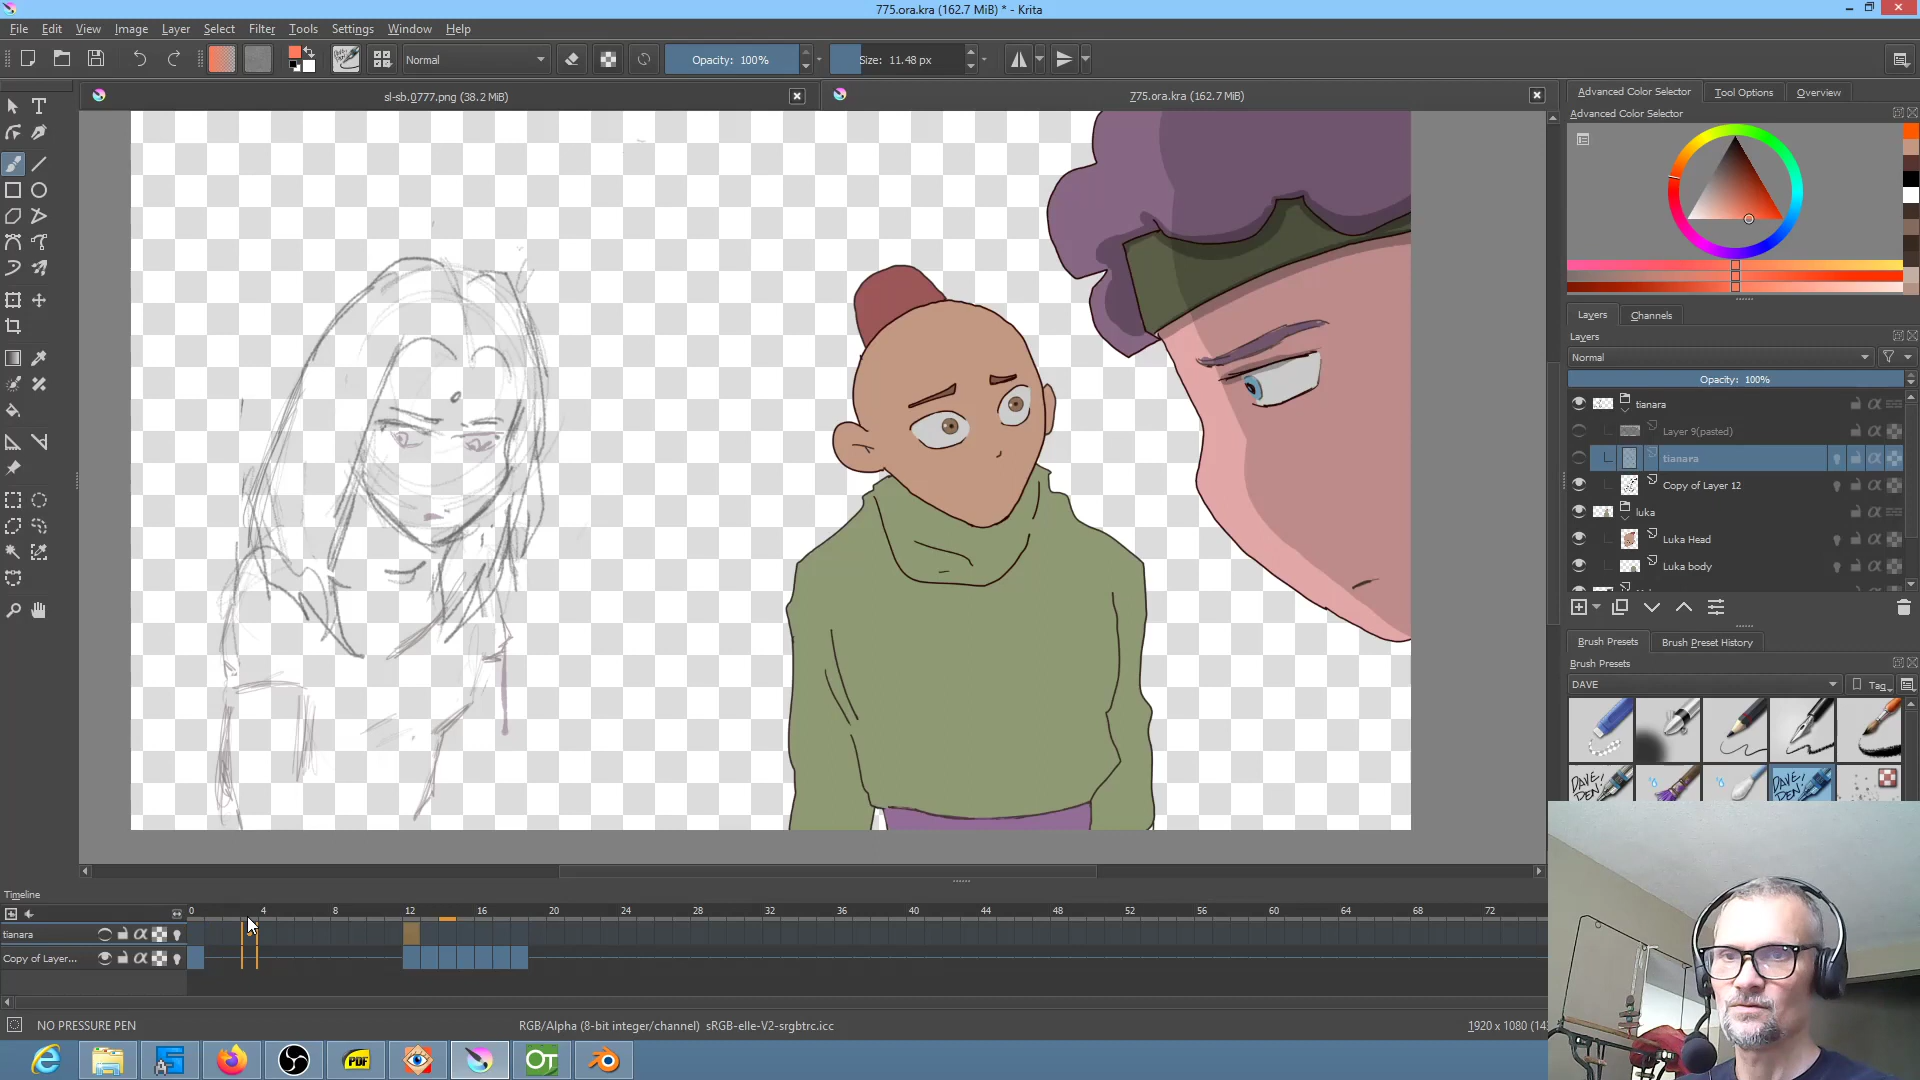 775.ora.kra (162.7 MiB) * - Krita
File Edit View Image Layer Select Filter Tools Settings Window Help
Normal Opacity: 100% Size: 11.48 px
sl-sb.0777.png (38.2 MiB) 775.ora.kra (162.7 MiB)
Advanced Color Selector Tool Options Overview
Advanced Color Selector
Layers Channels
Layers
Normal
Opacity: 100%
tianara
Layer 9(pasted)
tianara
Copy of Layer 12
luka
Luka Head
Luka body
Brush Presets Brush Preset History
Brush Presets
DAVE Tag
DAVE! PEN: DAVE! PEN:
Timeline
0 4 8 12 16 20 24 28 32 36 40 44 48 52 56 60 64 68 72
tianara
Copy of Layer...
NO PRESSURE PEN RGB/Alpha (8-bit integer/channel) sRGB-elle-V2-srgbtrc.icc 1920 x 1080
PDF OT